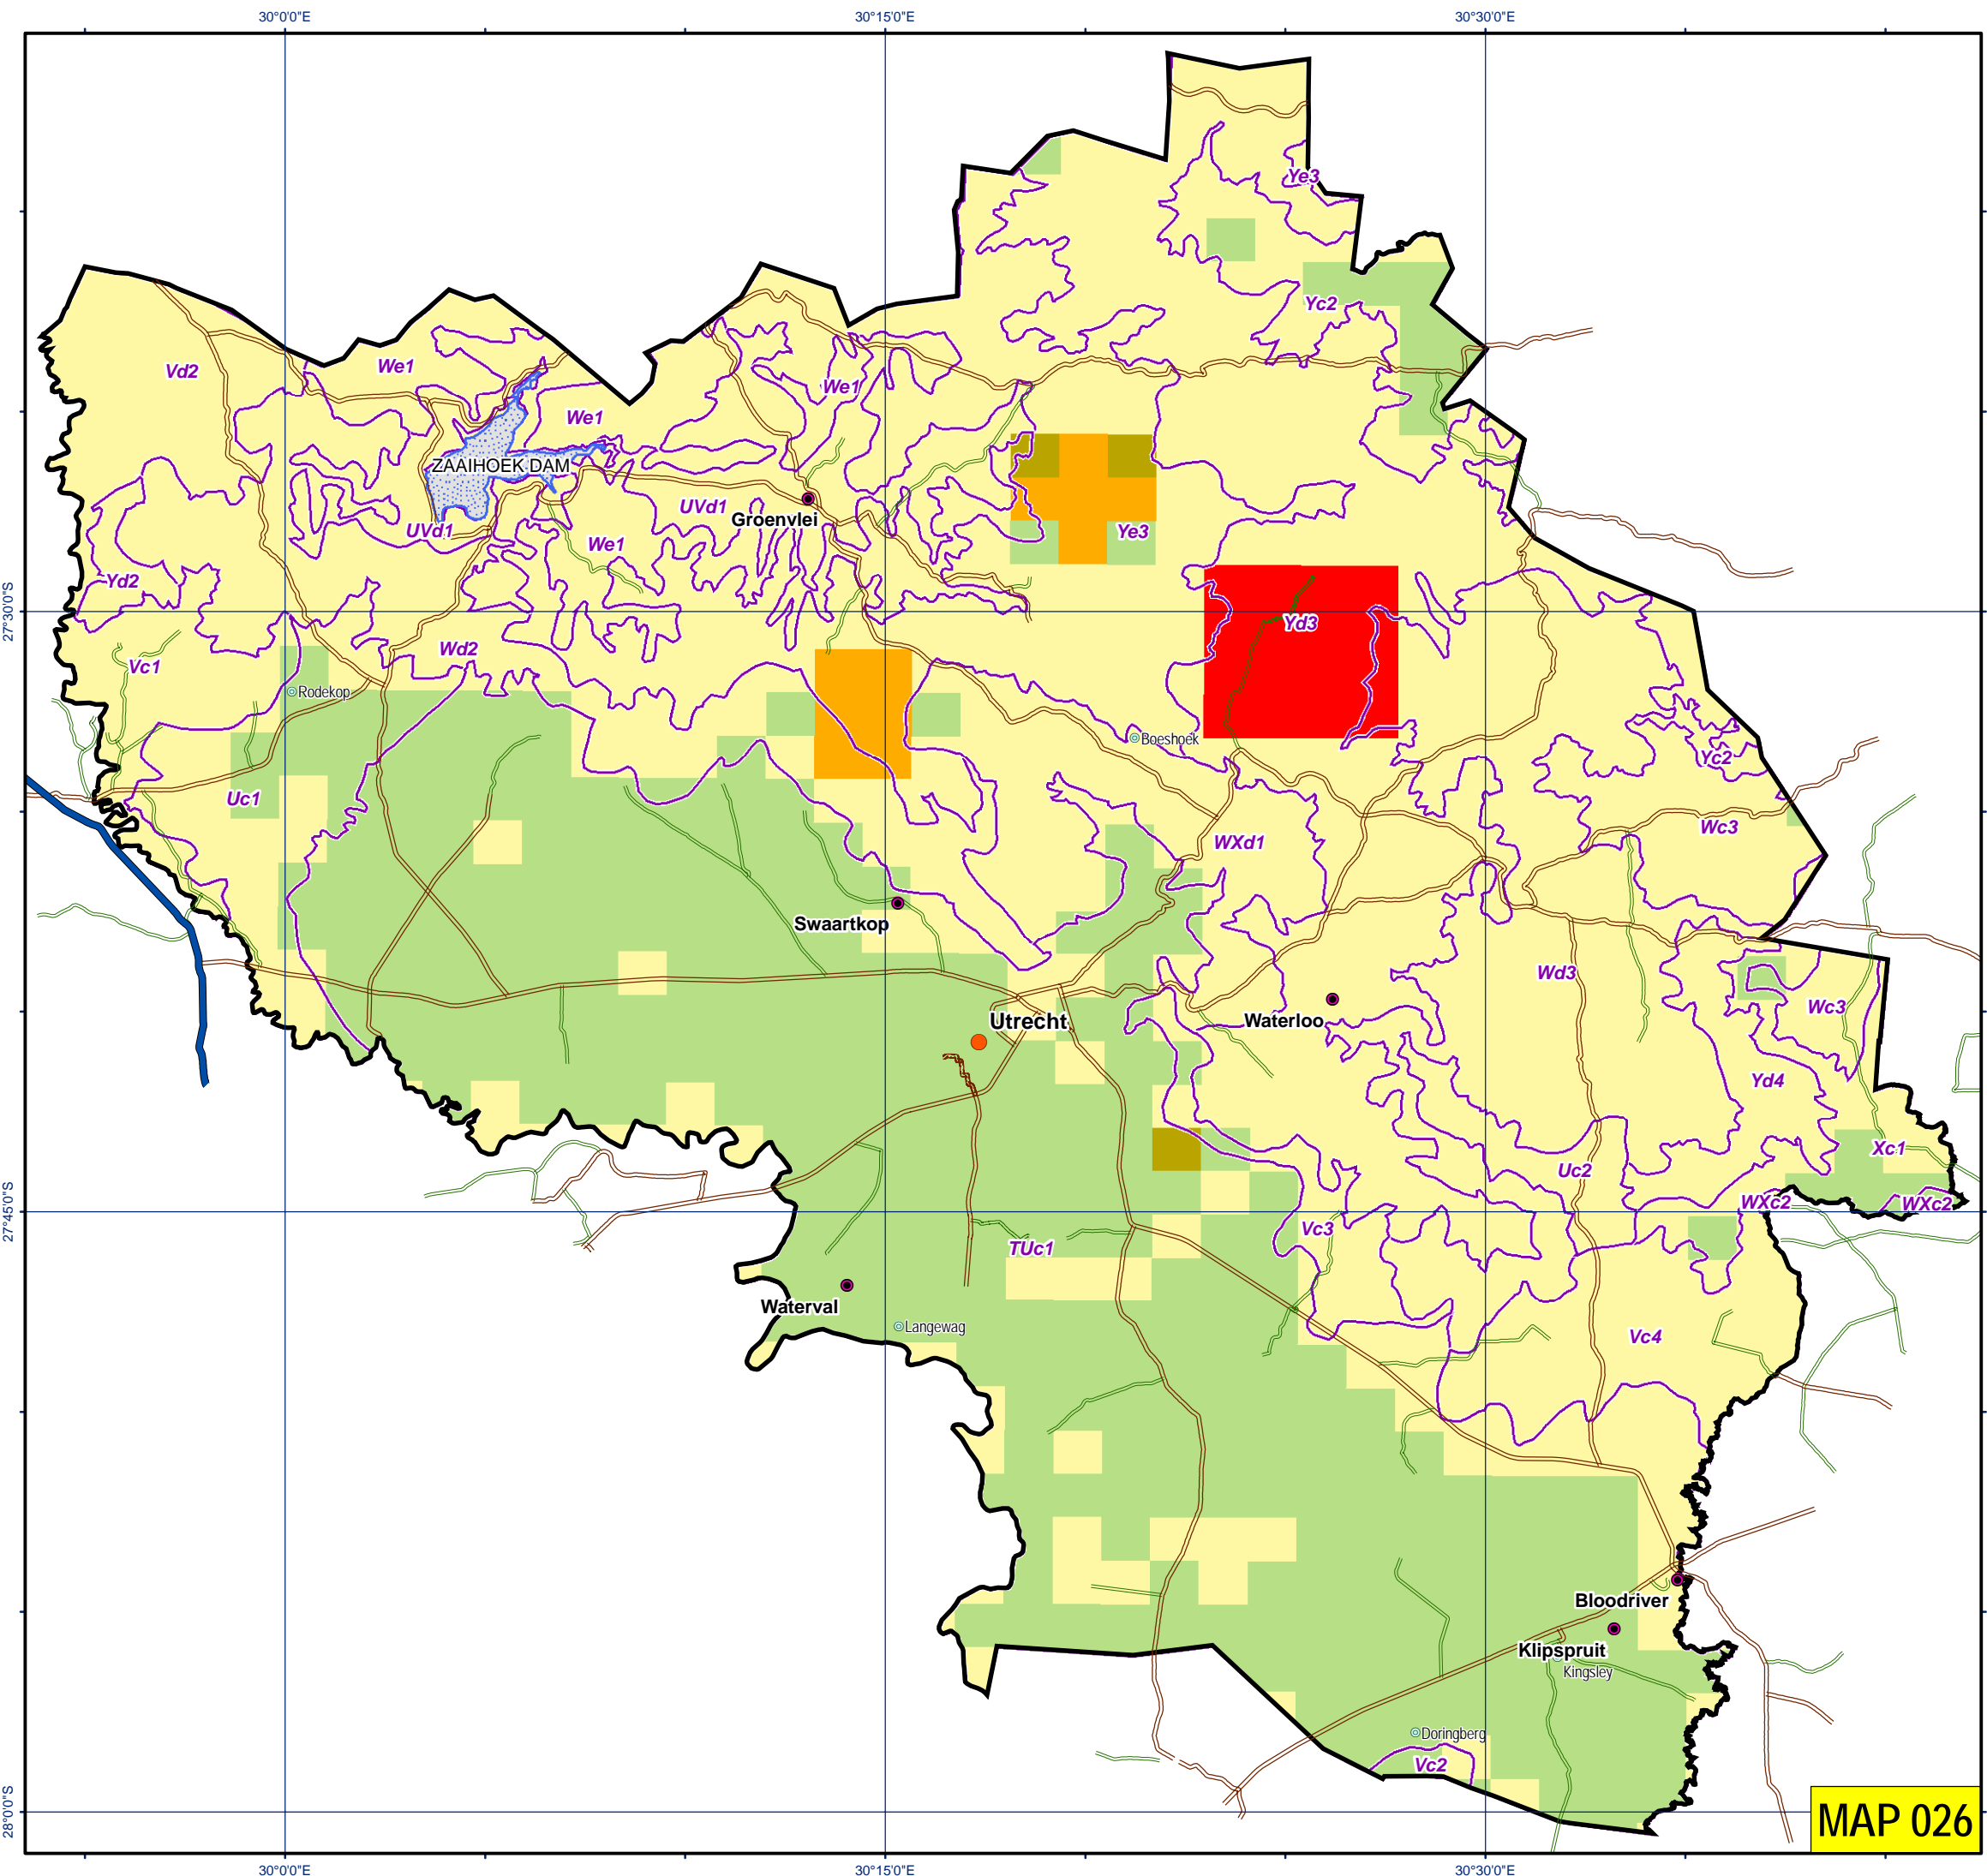 30°0'0"E
30°15'0"E
30°30'0"E
Ye3
Yc2
Vd2
We1
We1
We1
ZAAIHOEK DAM
UVd1
Groenvlei
UVd1
Ye3
We1
Yd2
27°30'0"S
Yd3
Wd2
Vc1
Rodekop
Boeshoek
Yc2
Uc1
Wc3
WXd1
Swaartkop
Wd3
Wc3
Utrecht
Waterloo
Yd4
Xc1
Uc2
WXc2
WXc2
27°45'0"S
Vc3
TUc1
Waterval
Langewag
Vc4
Bloodriver
Klipspruit
Kingsley
Doringberg
Vc2
28°0'0"S
MAP 026
30°0'0"E
30°15'0"E
30°30'0"E